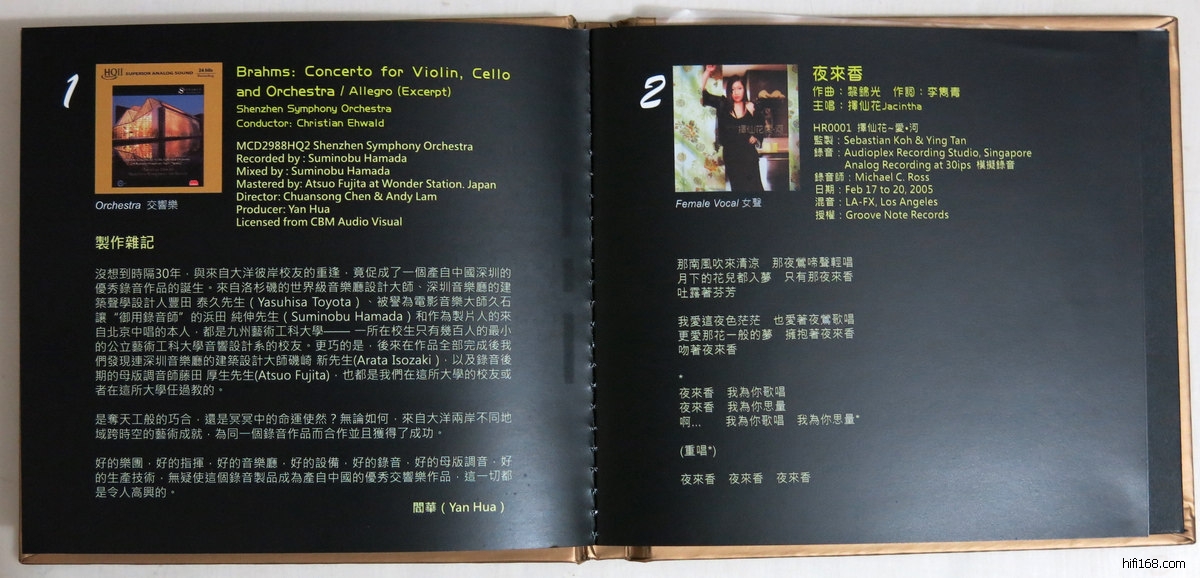 1
HQII SUPERIOR ANALOG SOUND 24 bits
Orchestra 交響樂
Brahms: Concerto for Violin, Cello
and Orchestra / Allegro (Excerpt)
Shenzhen Symphony Orchestra
Conductor: Christian Ehwald
MCD2988HQ2 Shenzhen Symphony Orchestra
Recorded by : Suminobu Hamada
Mixed by : Suminobu Hamada
Mastered by: Atsuo Fujita at Wonder Station. Japan
Director: Chuansong Chen & Andy Lam
Producer: Yan Hua
Licensed from CBM Audio Visual
製作雜記
沒想到時隔30年，與來自大洋彼岸校友的重逢，竟促成了一個產自中國深圳的
優秀錄音作品的誕生。來自洛杉磯的世界級音樂廳設計大師、深圳音樂廳的建
築聲學設計人豐田 泰久先生 ( Yasuhisa Toyota ) 、被譽為電影音樂大師久石
讓 “御用錄音師” 的浜田 純伸先生 ( Suminobu Hamada ) 和作為製片人的來
自北京中唱的本人，都是九州藝術工科大學—— 一所在校生只有幾百人的最小
的公立藝術工科大學音響設計系的校友。更巧的是，後來在作品全部完成後我
們發現連深圳音樂廳的建築設計大師磯崎 新先生(Arata Isozaki )，以及錄音後
期的母版調音師藤田 厚生先生(Atsuo Fujita)，也都是我們在這所大學的校友或
者在這所大學任過教的。
是奪天工般的巧合，還是冥冥中的命運使然？無論如何，來自大洋兩岸不同地
域跨時空的藝術成就，為同一個錄音作品而合作並且獲得了成功。
好的樂團，好的指揮，好的音樂廳，好的設備，好的錄音，好的母版調音，好
的生產技術，無疑使這個錄音製品成為產自中國的優秀交響樂作品，這一切都
是令人高興的。
閻華 ( Yan Hua )
2
擇仙花 愛•河
Female Vocal 女聲
夜來香
作曲：黎錦光　作詞：李雋青
主唱：擇仙花Jacintha
HR0001 擇仙花~愛•河
監製：Sebastian Koh & Ying Tan
錄音：Audioplex Recording Studio, Singapore
Analog Recording at 30ips 模擬錄音
錄音師：Michael C. Ross
日期：Feb 17 to 20, 2005
混音：LA-FX, Los Angeles
授權：Groove Note Records
那南風吹來清涼　那夜鶯啼聲輕唱
月下的花兒都入夢　只有那夜來香
吐露著芬芳
我愛這夜色茫茫　也愛著夜鶯歌唱
更愛那花一般的夢　擁抱著夜來香
吻著夜來香
*
夜來香　我為你歌唱
夜來香　我為你思量
啊...　我為你歌唱　我為你思量*
(重唱*)
夜來香　夜來香　夜來香
hifi168.com